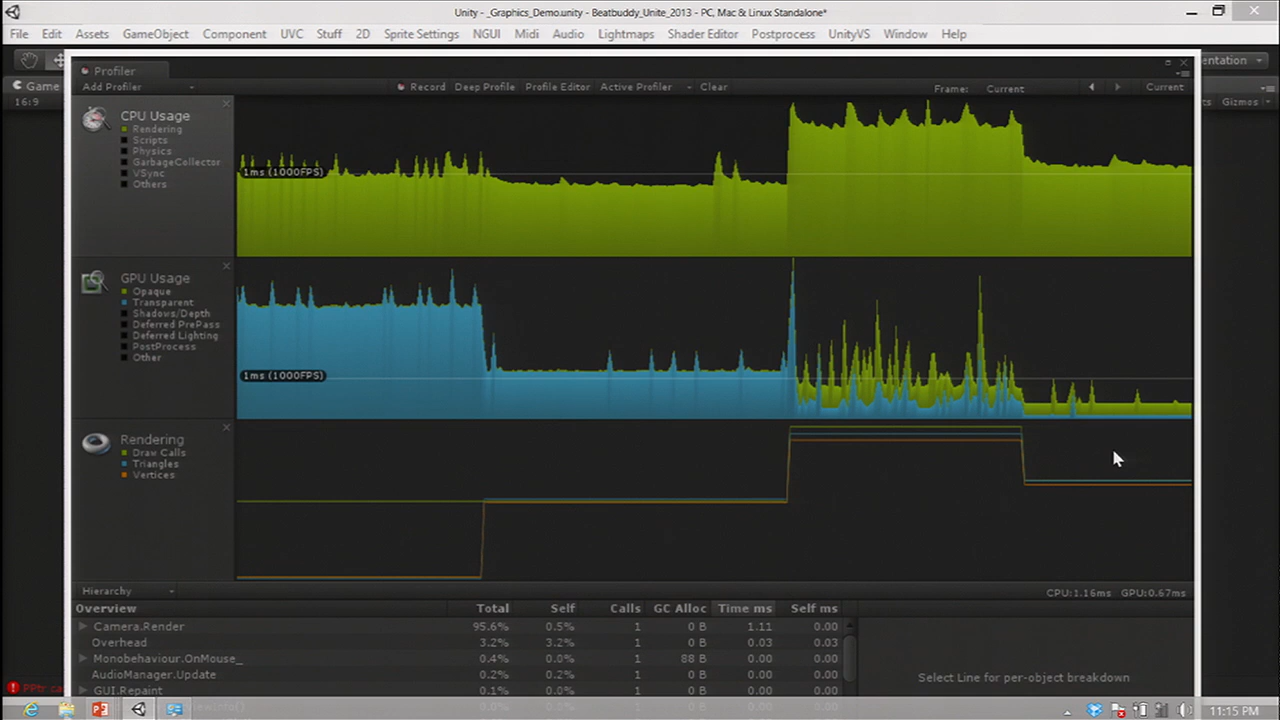 Unity - _Graphics_Demo.unity - Beatbuddy_Unite_2013 - PC, Mac & Linux Standalone*
File Edit Assets GameObject Component UVC Stuff 2D Sprite Settings NGUI Midi Audio Lightmaps Shader Editor Postprocess UnityVS Window Help
Game
16:9
Gizmos
Profiler
Add Profiler Record Deep Profile Profile Editor Active Profiler Clear Frame: Current Current
CPU Usage
Rendering
Scripts
Physics
GarbageCollector
VSync
Others
1ms (1000FPS)
GPU Usage
Opaque
Transparent
Shadows/Depth
Deferred PrePass
Deferred Lighting
PostProcess
Other
1ms (1000FPS)
Rendering
Draw Calls
Triangles
Vertices
Hierarchy CPU:1.16ms GPU:0.67ms
Overview Total Self Calls GC Alloc Time ms Self ms
Camera.Render 95.6% 0.5% 1 0 B 1.11 0.00
Overhead 3.2% 3.2% 1 0 B 0.03 0.03
Monobehaviour.OnMouse_ 0.4% 0.0% 1 88 B 0.00 0.00
AudioManager.Update 0.2% 0.2% 1 0 B 0.00 0.00
GUI.Repaint 0.1% 0.0% 1 0 B 0.00 0.00
Select Line for per-object breakdown
11:15 PM